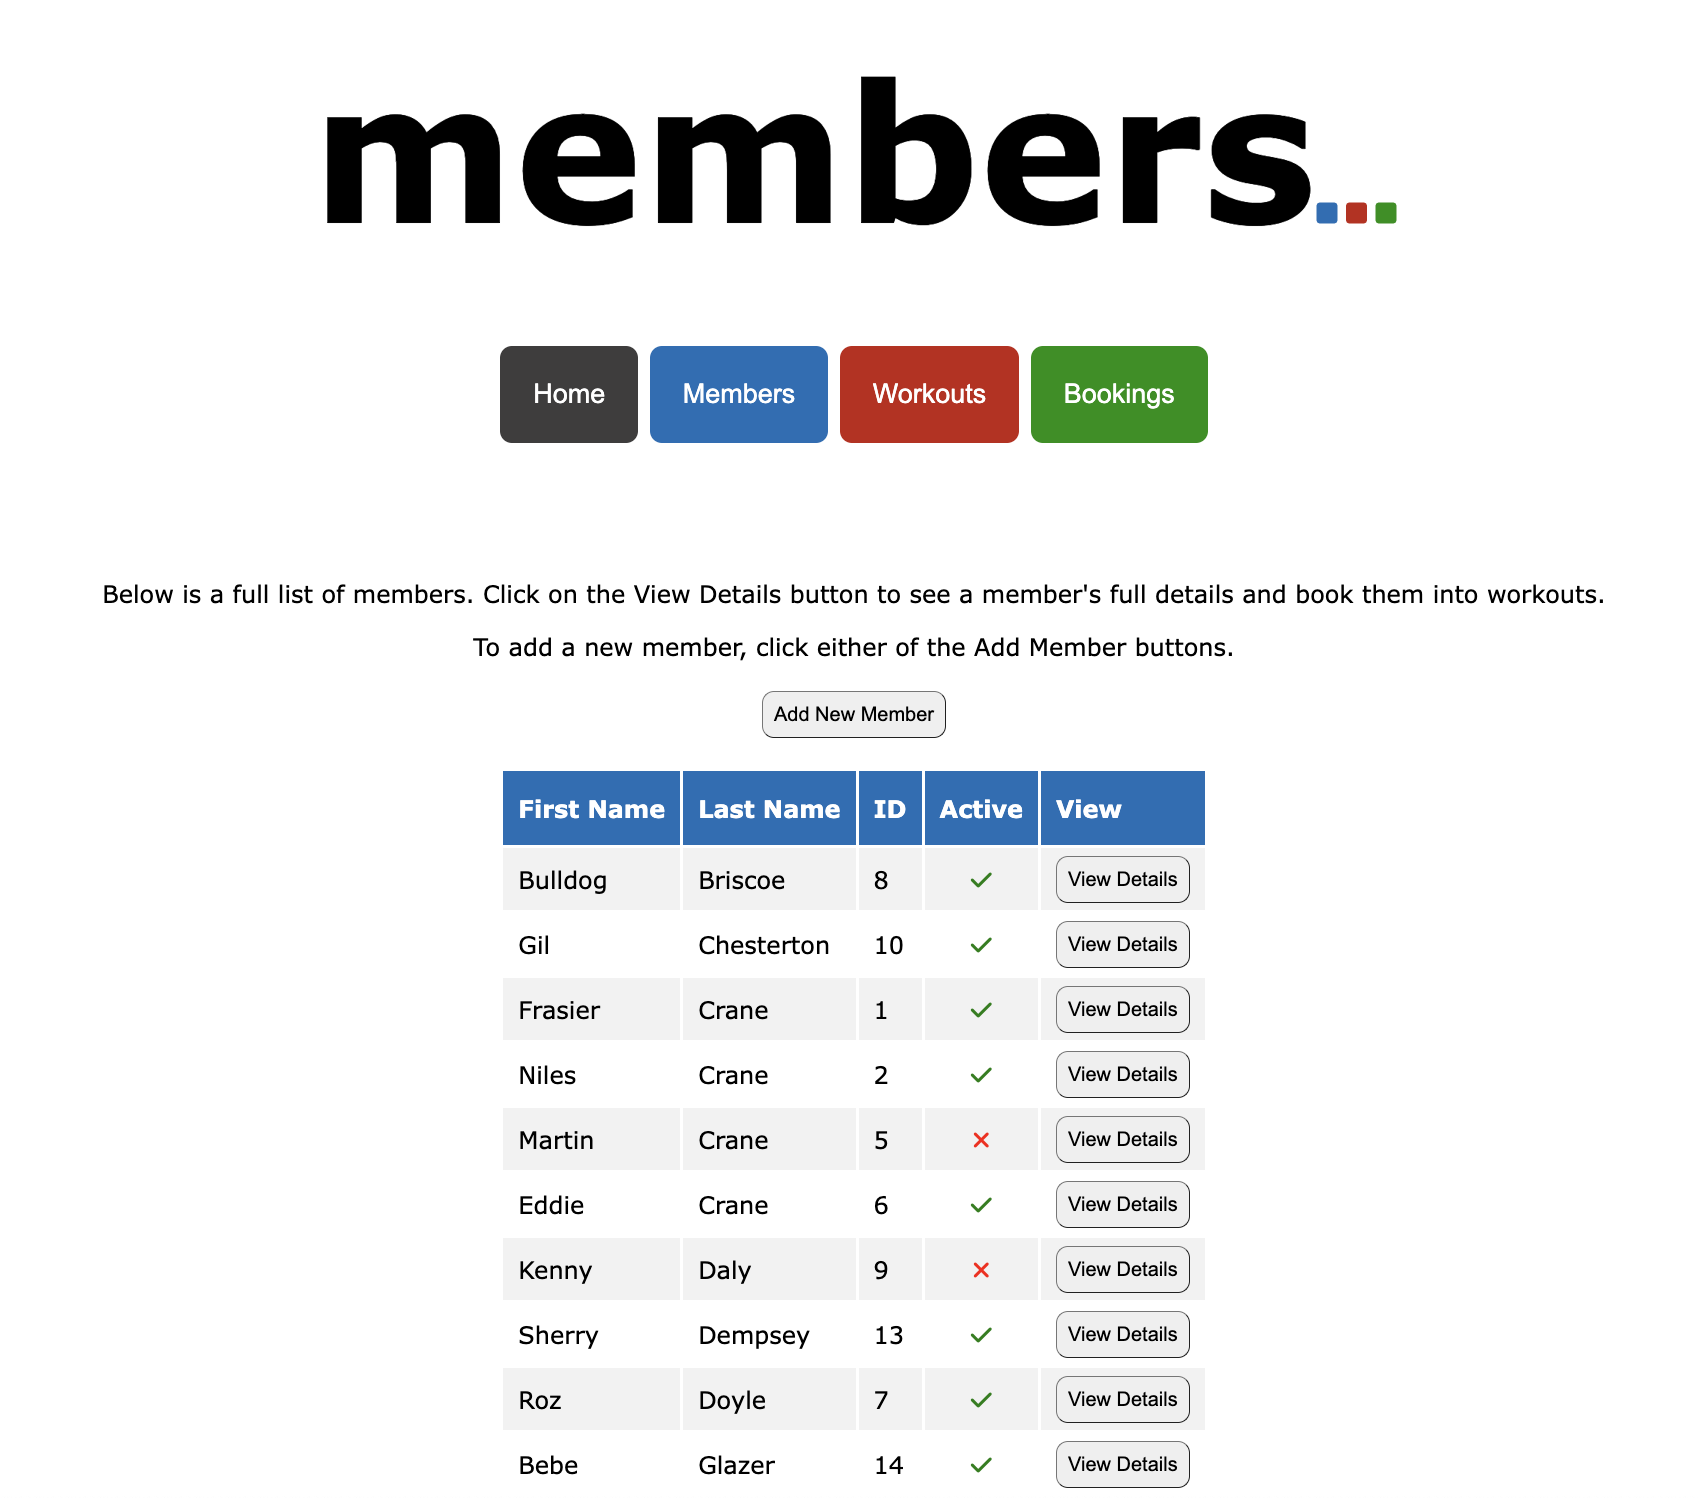 members...
Home Members Workouts Bookings
Below is a full list of members. Click on the View Details button to see a member's full details and book them into workouts.
To add a new member, click either of the Add Member buttons.
Add New Member
First Name Last Name ID Active View
Bulldog Briscoe 8 ✓ View Details
Gil Chesterton 10 ✓ View Details
Frasier Crane 1 ✓ View Details
Niles Crane 2 ✓ View Details
Martin Crane 5 ✕ View Details
Eddie Crane 6 ✓ View Details
Kenny Daly 9 ✕ View Details
Sherry Dempsey 13 ✓ View Details
Roz Doyle 7 ✓ View Details
Bebe Glazer 14 ✓ View Details